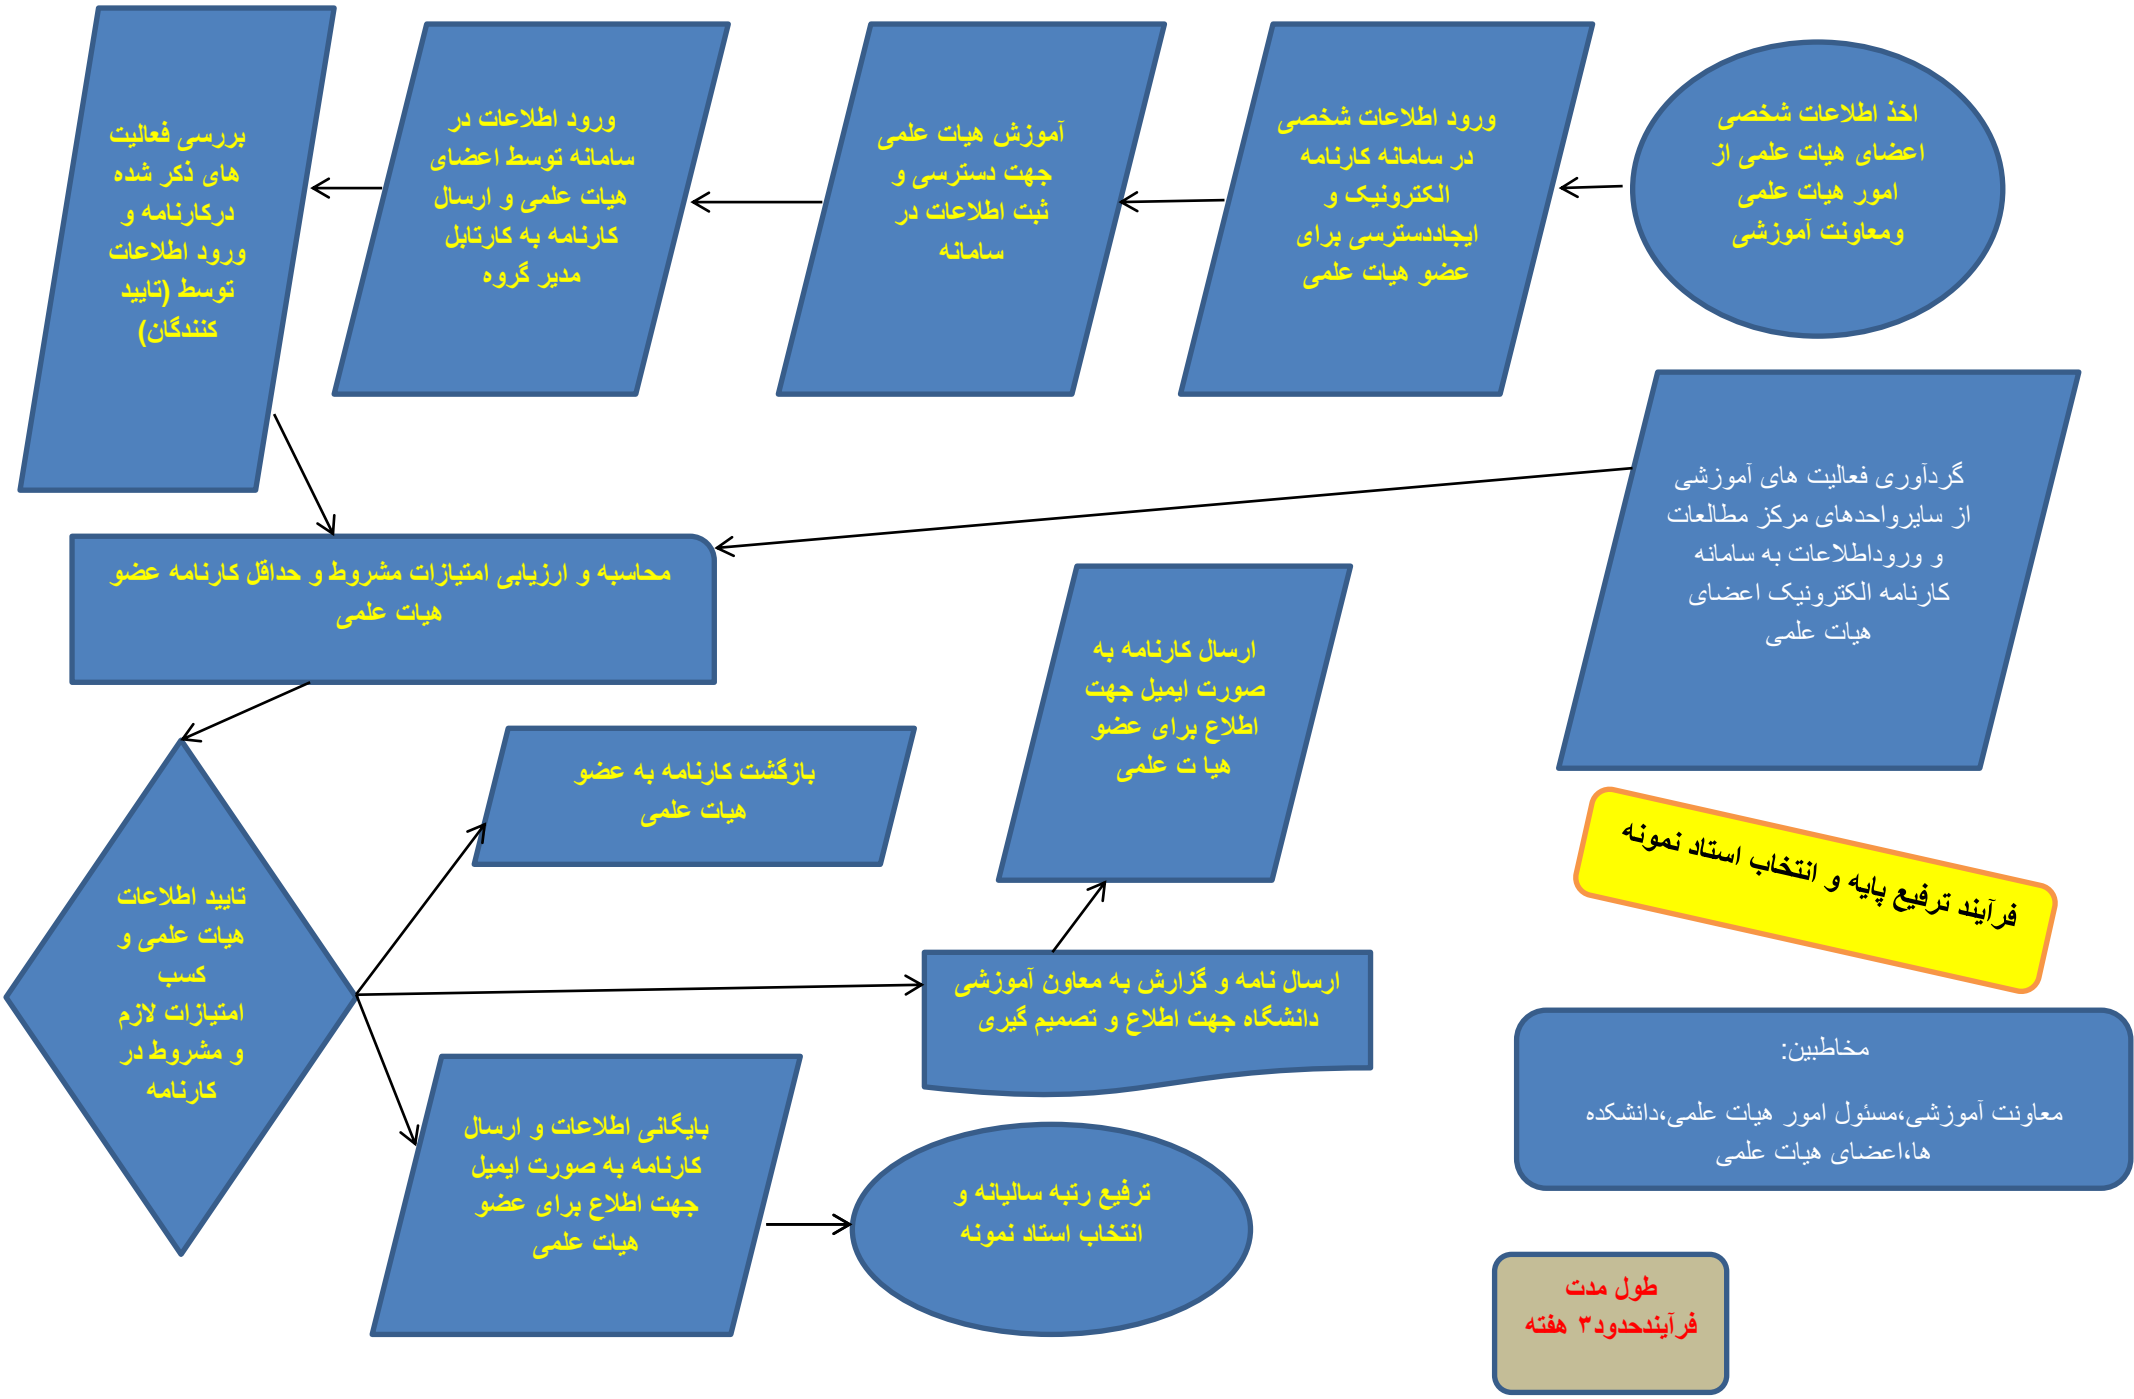 اخذ اطلاعات شخصی
اعضای هیات علمی از
امور هیات علمی
ومعاونت آموزشی
ورود اطلاعات شخصی
در سامانه کارنامه
الکترونیک و
ایجاددسترسی برای
عضو هیات علمی
آموزش هیات علمی
جهت دسترسی و
ثبت اطلاعات در
سامانه
ورود اطلاعات در
سامانه توسط اعضای
هیات علمی و ارسال
کارنامه به کارتابل
مدیر گروه
بررسی فعالیت
های ذکر شده
درکارنامه و
ورود اطلاعات
توسط (تایید
کنندگان)
گردآوری فعالیت های آموزشی
از سایرواحدهای مرکز مطالعات
و وروداطلاعات به سامانه
کارنامه الکترونیک اعضای
هیات علمی
محاسبه و ارزیابی امتیازات مشروط و حداقل کارنامه عضو
هیات علمی
ارسال کارنامه به
صورت ایمیل جهت
اطلاع برای عضو
هیا ت علمی
بازگشت کارنامه به عضو
هیات علمی
فرآیند ترفیع پایه و انتخاب استاد نمونه
تایید اطلاعات
هیات علمی و
کسب
امتیازات لازم
و مشروط در
کارنامه
ارسال نامه و گزارش به معاون آموزشی
دانشگاه جهت اطلاع و تصمیم گیری
مخاطبین:
معاونت آموزشی،مسئول امور هیات علمی،دانشکده
ها،اعضای هیات علمی
بایگانی اطلاعات و ارسال
کارنامه به صورت ایمیل
جهت اطلاع برای عضو
هیات علمی
ترفیع رتبه سالیانه و
انتخاب استاد نمونه
طول مدت
فرآیندحدود۳ هفته